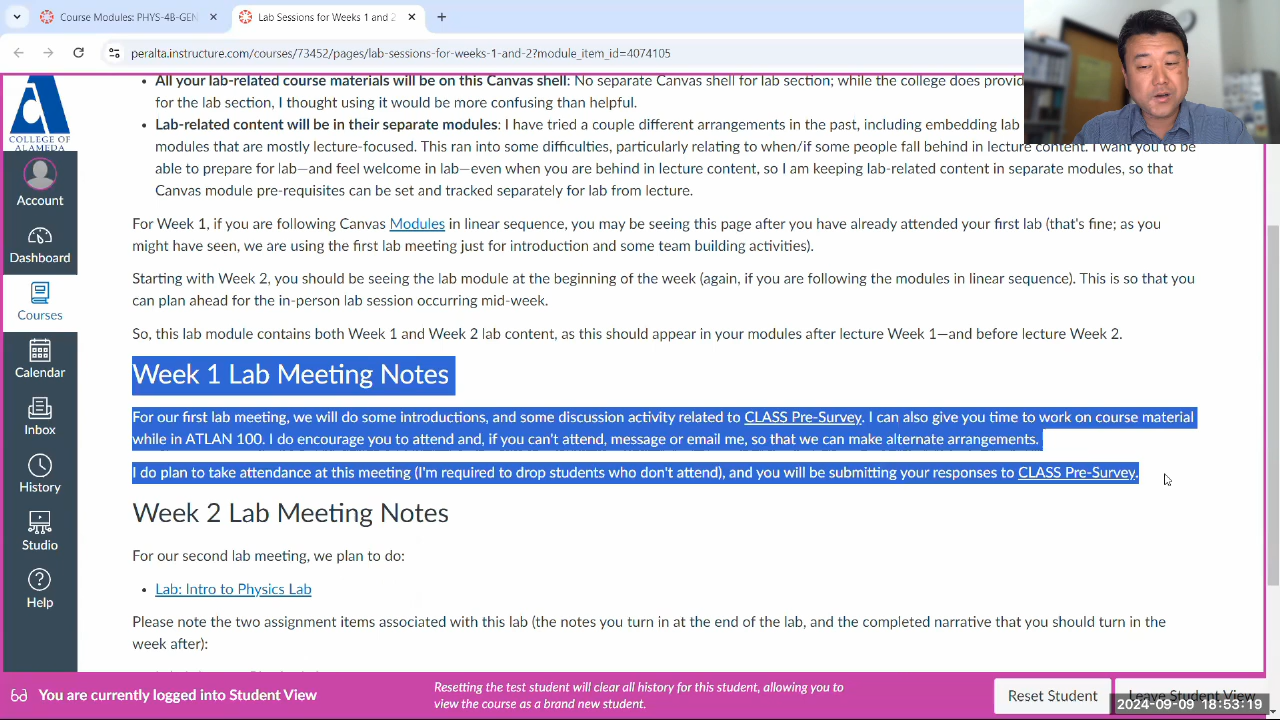 Course Modules: PHYS-4B-GEN
Lab Sessions for Weeks 1 and 2
peralta.instructure.com/courses/73452/pages/lab-sessions-for-weeks-1-and-2?module_item_id=4074105
COLLEGE OF
ALAMEDA
Account
Dashboard
Courses
Calendar
Inbox
History
Studio
Help
• All your lab-related course materials will be on this Canvas shell: No separate Canvas shell for lab section; while the college does provid
for the lab section, I thought using it would be more confusing than helpful.
• Lab-related content will be in their separate modules: I have tried a couple different arrangements in the past, including embedding lab
modules that are mostly lecture-focused. This ran into some difficulties, particularly relating to when/if some people fall behind in lecture content. I want you to be
able to prepare for lab—and feel welcome in lab—even when you are behind in lecture content, so I am keeping lab-related content in separate modules, so that
Canvas module pre-requisites can be set and tracked separately for lab from lecture.
For Week 1, if you are following Canvas Modules in linear sequence, you may be seeing this page after you have already attended your first lab (that's fine; as you
might have seen, we are using the first lab meeting just for introduction and some team building activities).
Starting with Week 2, you should be seeing the lab module at the beginning of the week (again, if you are following the modules in linear sequence). This is so that you
can plan ahead for the in-person lab session occurring mid-week.
So, this lab module contains both Week 1 and Week 2 lab content, as this should appear in your modules after lecture Week 1—and before lecture Week 2.
Week 1 Lab Meeting Notes
For our first lab meeting, we will do some introductions, and some discussion activity related to CLASS Pre-Survey. I can also give you time to work on course material
while in ATLAN 100. I do encourage you to attend and, if you can't attend, message or email me, so that we can make alternate arrangements.
I do plan to take attendance at this meeting (I'm required to drop students who don't attend), and you will be submitting your responses to CLASS Pre-Survey.
Week 2 Lab Meeting Notes
For our second lab meeting, we plan to do:
• Lab: Intro to Physics Lab
Please note the two assignment items associated with this lab (the notes you turn in at the end of the lab, and the completed narrative that you should turn in the
week after):
You are currently logged into Student View
Resetting the test student will clear all history for this student, allowing you to
view the course as a brand new student.
Reset Student
Leave Student View
2024-09-09 18:53:19